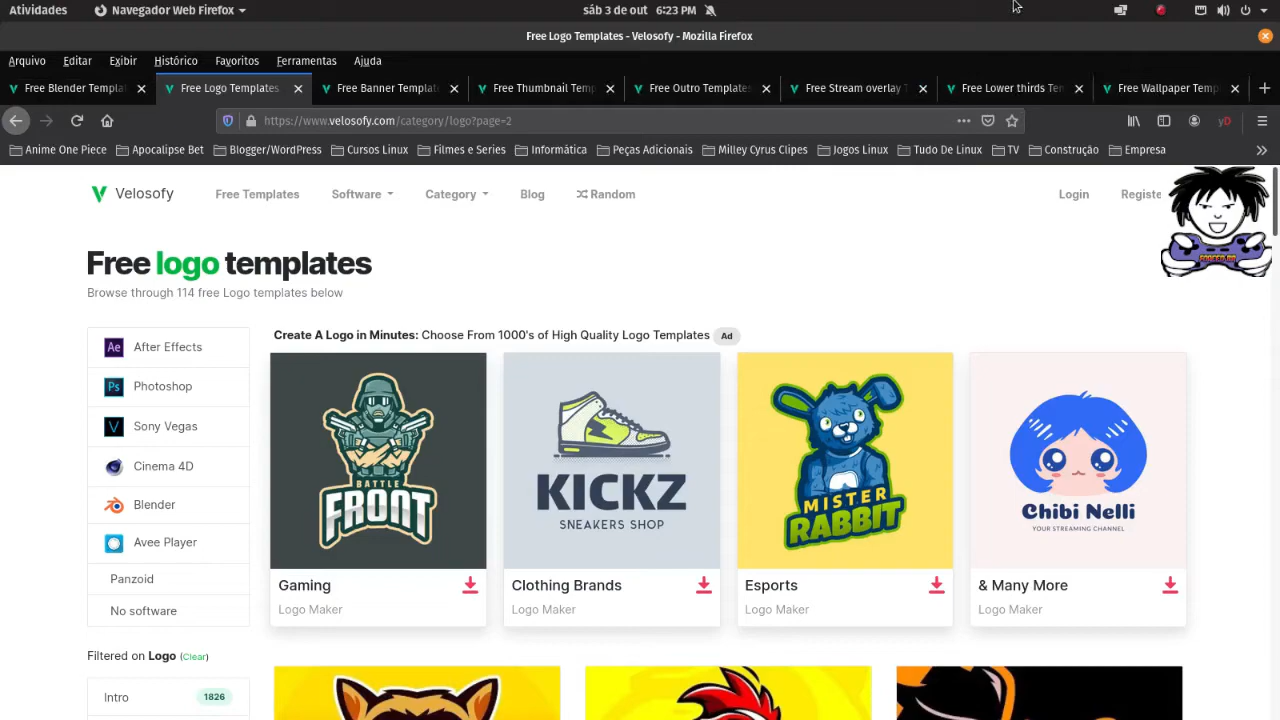 Atividades
Navegador Web Firefox
sáb 3 de out 6:23 PM
Free Logo Templates - Velosofy - Mozilla Firefox
Arquivo Editar Exibir Histórico Favoritos Ferramentas Ajuda
Free Blender Templat
Free Logo Templates
Free Banner Template
Free Thumbnail Temp
Free Outro Templates
Free Stream overlay T
Free Lower thirds Ten
Free Wallpaper Temp
https://www.velosofy.com/category/logo?page=2
yD
Anime One Piece Apocalipse Bet Blogger/WordPress Cursos Linux Filmes e Series Informática Peças Adicionais Milley Cyrus Clipes Jogos Linux Tudo De Linux TV Construção Empresa
Velosofy
Free Templates Software Category Blog Random
Login Registe
Free logo templates
Browse through 114 free Logo templates below
Create A Logo in Minutes: Choose From 1000's of High Quality Logo Templates Ad
Ae After Effects
Ps Photoshop
V Sony Vegas
Cinema 4D
Blender
Avee Player
Panzoid
No software
BATTLE
FRONT
KICKZ
SNEAKERS SHOP
MISTER
RABBIT
Chibi Nelli
YOUR STREAMING CHANNEL
Gaming
Logo Maker
Clothing Brands
Logo Maker
Esports
Logo Maker
& Many More
Logo Maker
Filtered on Logo (Clear)
Intro 1826